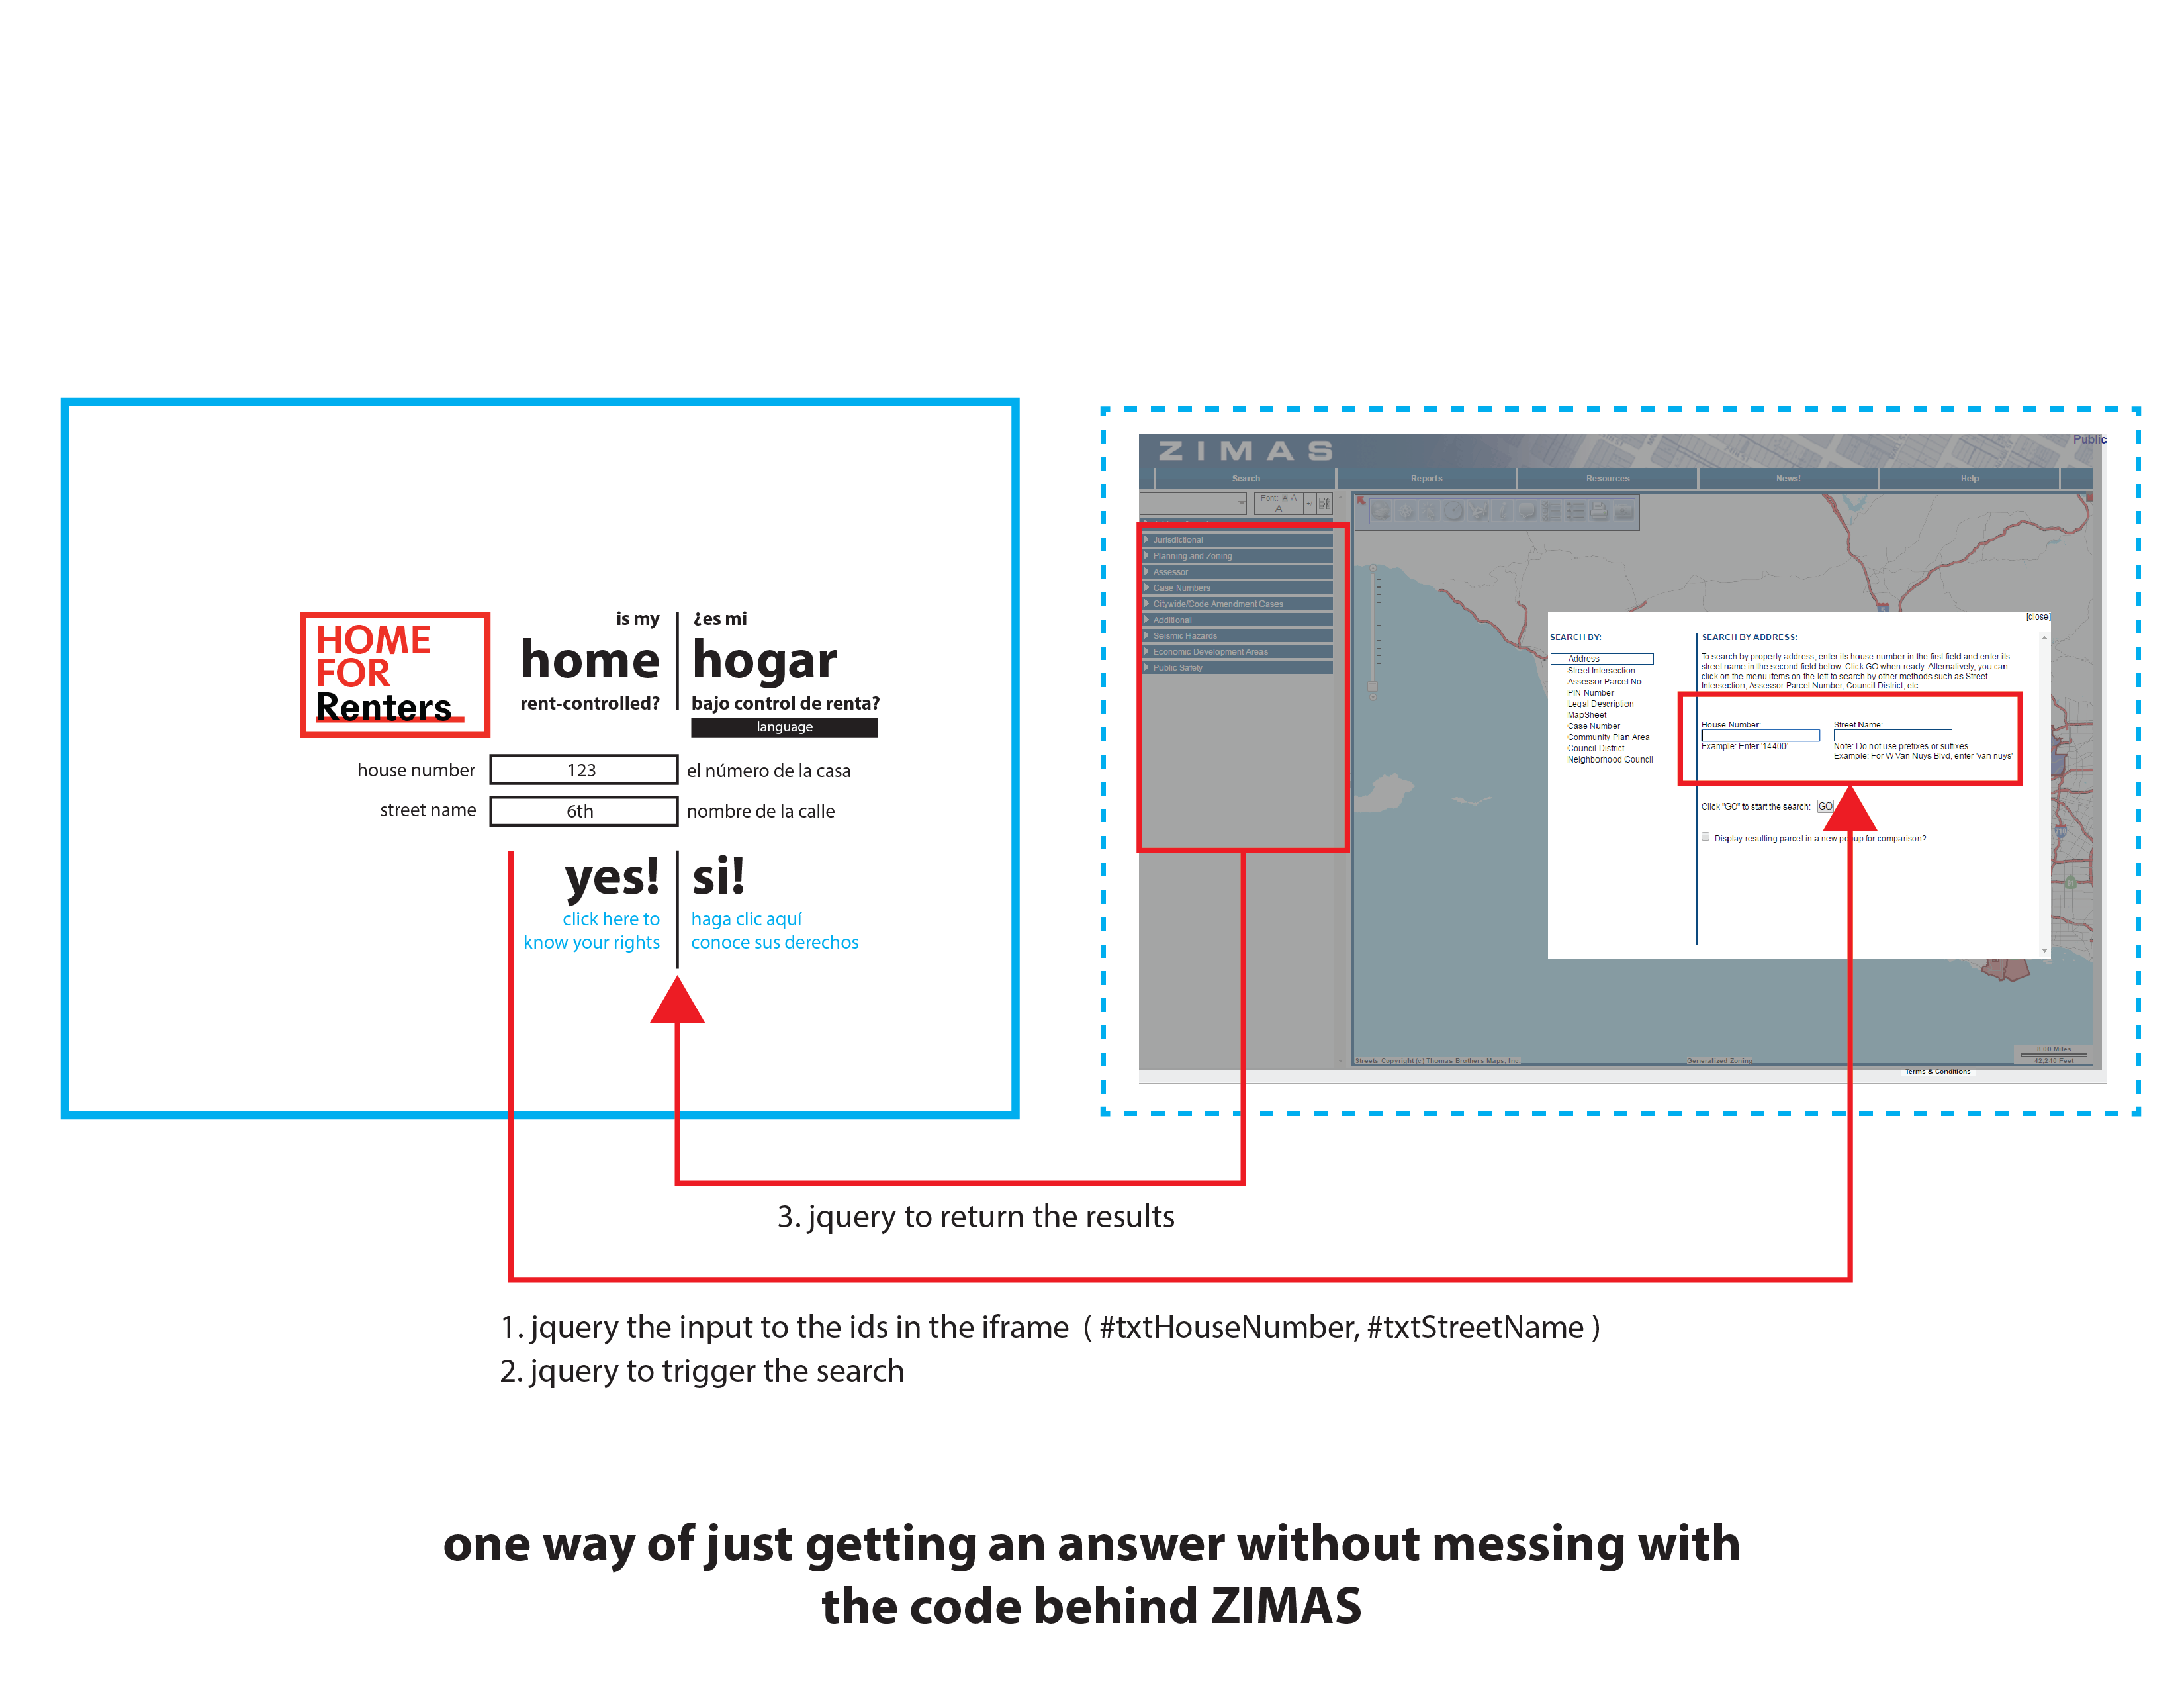 HOME
FOR
Renters
is my
home
rent-controlled?
¿es mi
hogar
bajo control de renta?
language
house number
123
el número de la casa
street name
6th
nombre de la calle
yes!
click here to
know your rights
si!
haga clic aquí
conoce sus derechos
ZIMAS
Public
Search
Reports
Resources
News!
Help
Font: A A
A
Jurisdictional
Planning and Zoning
Assessor
Case Numbers
Citywide/Code Amendment Cases
Additional
Seismic Hazards
Economic Development Areas
Public Safety
[close]
SEARCH BY:
Address
Street Intersection
Assessor Parcel No.
PIN Number
Legal Description
MapSheet
Case Number
Community Plan Area
Council District
Neighborhood Council
SEARCH BY ADDRESS:
To search by property address, enter its house number in the first field and enter its
street name in the second field below. Click GO when ready. Alternatively, you can
click on the menu items on the left to search by other methods such as Street
Intersection, Assessor Parcel Number, Council District, etc.
House Number:
Example: Enter '14400'
Street Name:
Note: Do not use prefixes or suffixes
Example: For W Van Nuys Blvd, enter 'van nuys'
Click "GO" to start the search:
GO
Display resulting parcel in a new popup for comparison?
Streets Copyright (c) Thomas Brothers Maps, Inc.
Generalized Zoning
8.00 Miles
42,240 Feet
Terms & Conditions
3. jquery to return the results
1. jquery the input to the ids in the iframe ( #txtHouseNumber, #txtStreetName )
2. jquery to trigger the search
one way of just getting an answer without messing with
the code behind ZIMAS